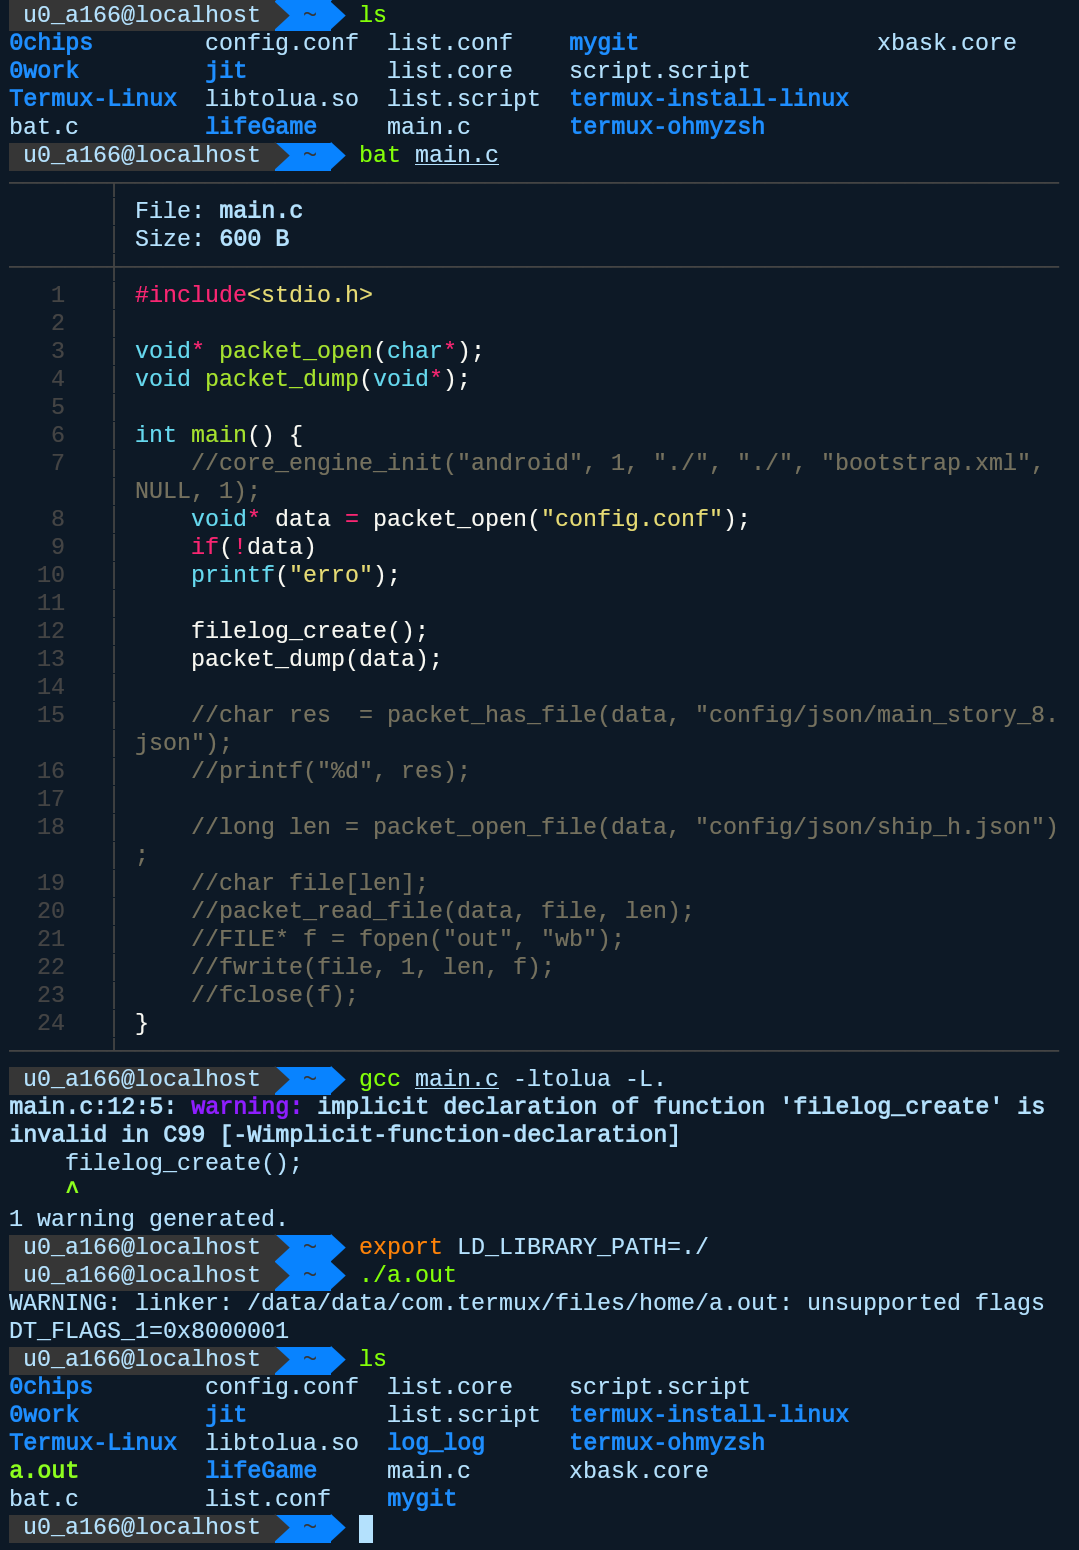 u0_a166@localhost ~ ls
0chips config.conf list.conf mygit xbask.core
0work jit list.core script.script
Termux-Linux libtolua.so list.script termux-install-linux
bat.c lifeGame main.c termux-ohmyzsh
u0_a166@localhost ~ bat main.c
File: main.c
Size: 600 B
1 #include<stdio.h>
2
3 void* packet_open(char*);
4 void packet_dump(void*);
5
6 int main() {
7 //core_engine_init("android", 1, "./", "./", "bootstrap.xml",
NULL, 1);
8 void* data = packet_open("config.conf");
9 if(!data)
10 printf("erro");
11
12 filelog_create();
13 packet_dump(data);
14
15 //char res  = packet_has_file(data, "config/json/main_story_8.
json");
16 //printf("%d", res);
17
18 //long len = packet_open_file(data, "config/json/ship_h.json")
;
19 //char file[len];
20 //packet_read_file(data, file, len);
21 //FILE* f = fopen("out", "wb");
22 //fwrite(file, 1, len, f);
23 //fclose(f);
24 }
u0_a166@localhost ~ gcc main.c -ltolua -L.
main.c:12:5: warning: implicit declaration of function 'filelog_create' is
invalid in C99 [-Wimplicit-function-declaration]
filelog_create();
^
1 warning generated.
u0_a166@localhost ~ export LD_LIBRARY_PATH=./
u0_a166@localhost ~ ./a.out
WARNING: linker: /data/data/com.termux/files/home/a.out: unsupported flags
DT_FLAGS_1=0x8000001
u0_a166@localhost ~ ls
0chips config.conf list.core script.script
0work jit list.script termux-install-linux
Termux-Linux libtolua.so log_log termux-ohmyzsh
a.out lifeGame main.c xbask.core
bat.c list.conf mygit
u0_a166@localhost ~